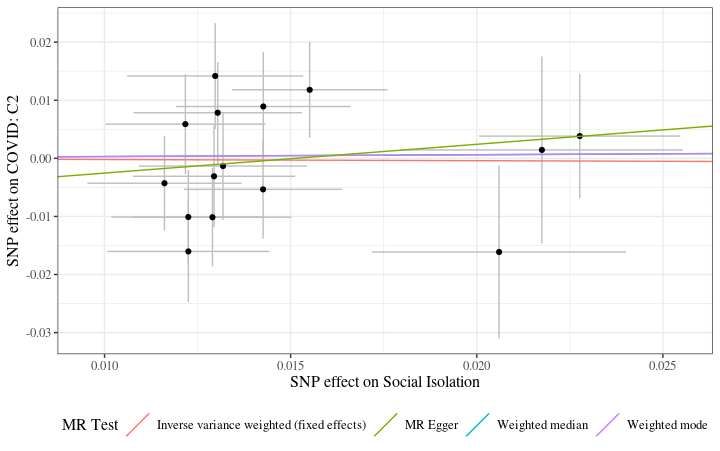 SNP effect on COVID: C2
0.02
0.01
0.00
-0.01
-0.02
-0.03
0.010
0.015
0.020
0.025
SNP effect on Social Isolation
MR Test
Inverse variance weighted (fixed effects)
MR Egger
Weighted median
Weighted mode